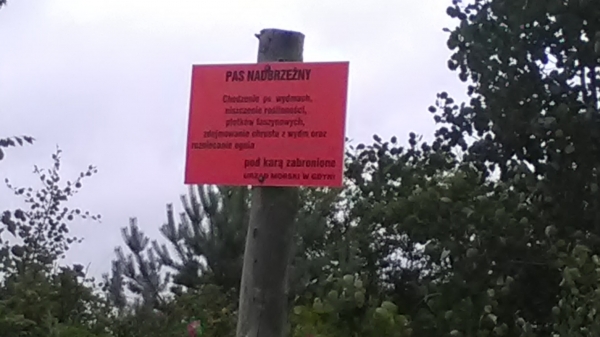 PAS NADBRZEŻNY
Chodzenie po wydmach,
niszczenie roślinności,
płotków faszynowych,
zdejmowanie chrustu z wydm oraz
rozniecanie ognia
pod karą zabronione
URZĄD MORSKI W GDYNI